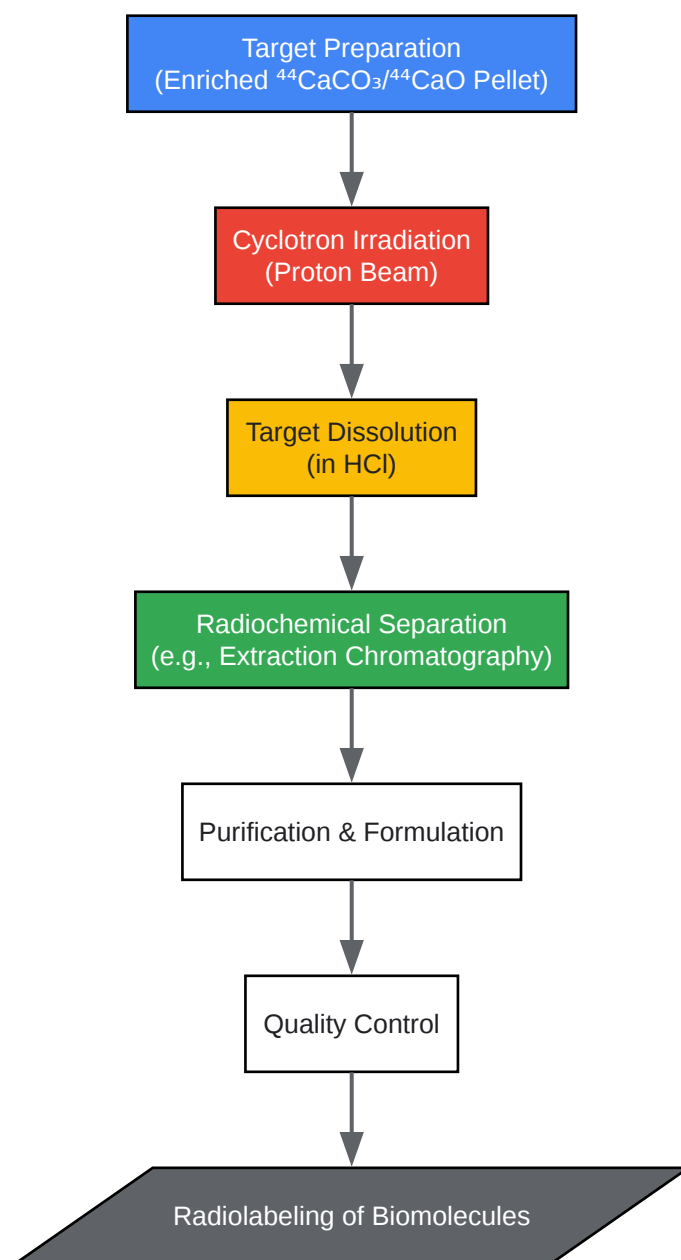 Target Preparation
(Enriched ⁴⁴CaCO₃/⁴⁴CaO Pellet)
Cyclotron Irradiation
(Proton Beam)
Target Dissolution
(in HCl)
Radiochemical Separation
(e.g., Extraction Chromatography)
Purification & Formulation
Quality Control
Radiolabeling of Biomolecules